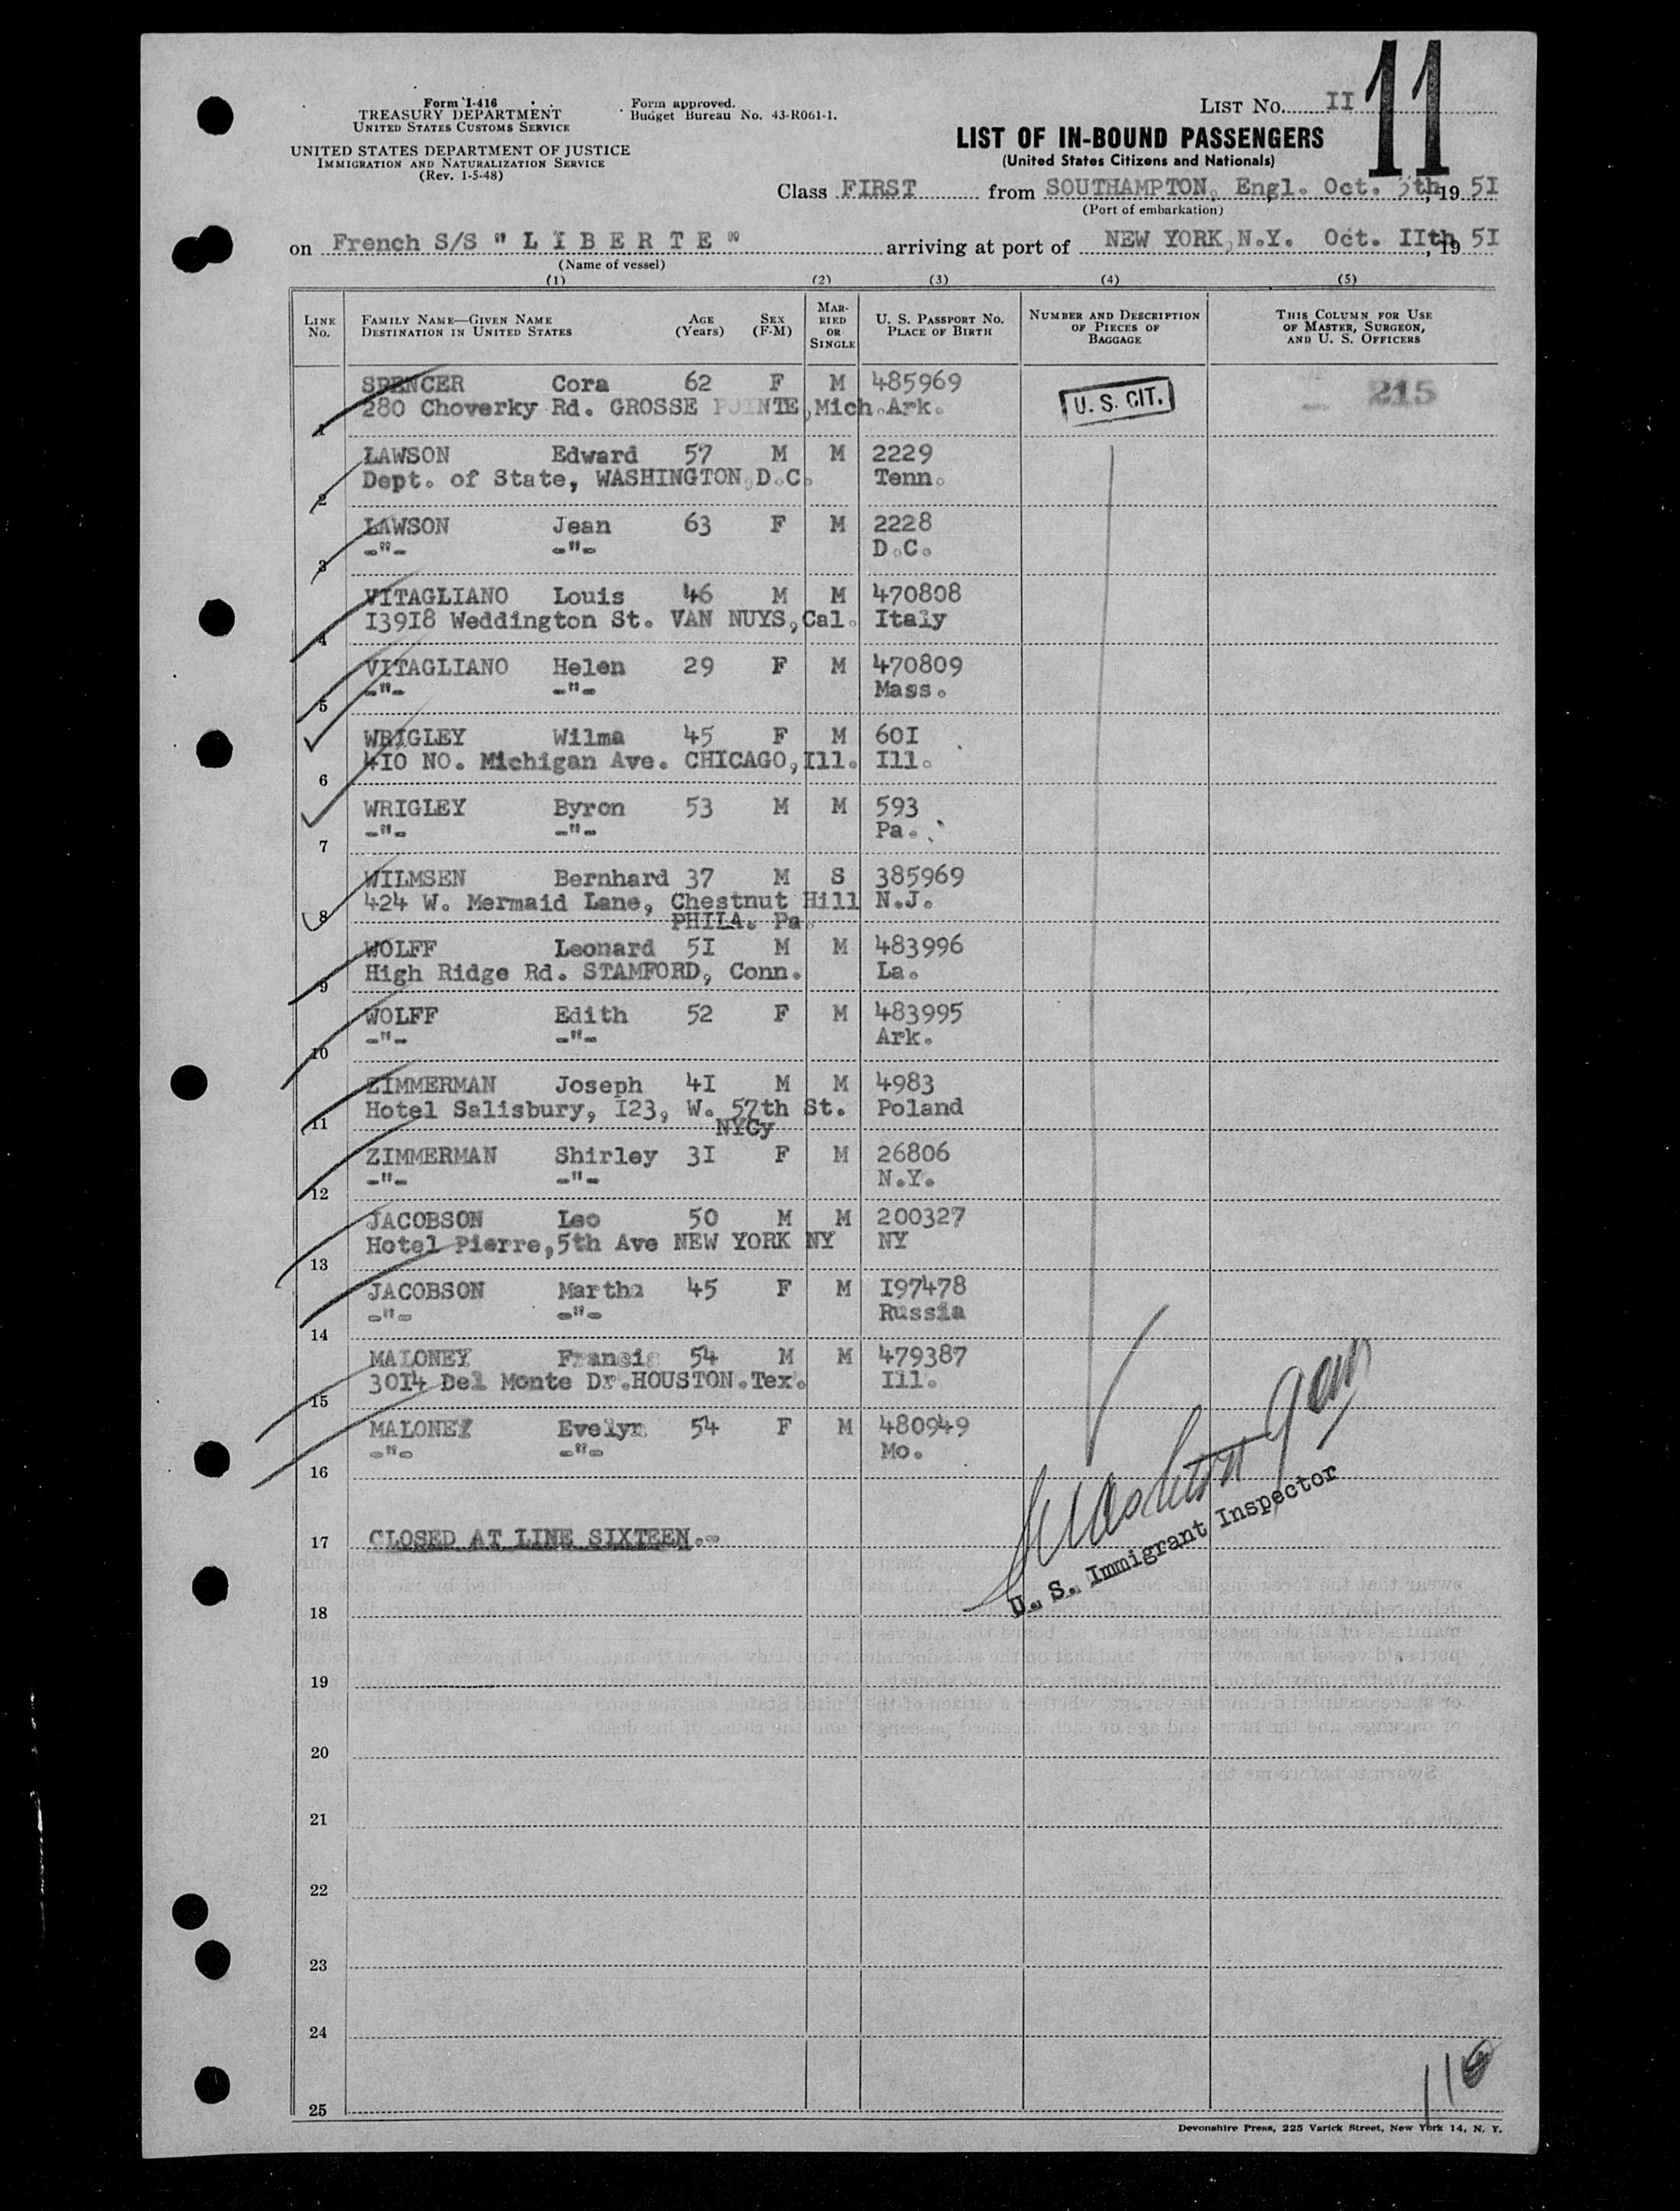 Form I-416
TREASURY DEPARTMENT
UNITED STATES CUSTOMS SERVICE
UNITED STATES DEPARTMENT OF JUSTICE
IMMIGRATION AND NATURALIZATION SERVICE
(Rev. 1-5-48)
Form approved.
Budget Bureau No. 43-R061-1.
LIST No. II
11
LIST OF IN-BOUND PASSENGERS
(United States Citizens and Nationals)
Class FIRST from SOUTHAMPTON, Engl. Oct. 5th, 19 5I
(Port of embarkation)
on French S/S " L I B E R T E " arriving at port of NEW YORK, N.Y. Oct. IIth, 19 5I
(Name of vessel)
(1) (2) (3) (4) (5)
LINE No. FAMILY NAME—GIVEN NAME DESTINATION IN UNITED STATES AGE (Years) SEX (F-M) MARRIED OR SINGLE U. S. PASSPORT No. PLACE OF BIRTH NUMBER AND DESCRIPTION OF PIECES OF BAGGAGE THIS COLUMN FOR USE OF MASTER, SURGEON, AND U. S. OFFICERS
SPENCER Cora 62 F M 485969 U. S. CIT. 215
1 280 Choverky Rd. GROSSE POINTE, Mich. Ark.
LAWSON Edward 57 M M 2229
2 Dept. of State, WASHINGTON, D.C. Tenn.
LAWSON Jean 63 F M 2228
3 -"- -"- D.C.
VITAGLIANO Louis 46 M M 470808
4 I39I8 Weddington St. VAN NUYS, Cal. Italy
VITAGLIANO Helen 29 F M 470809
5 -"- -"- Mass.
WRIGLEY Wilma 45 F M 60I
6 4I0 NO. Michigan Ave. CHICAGO, Ill. Ill.
WRIGLEY Byron 53 M M 593
7 -"- -"- Pa.
WILMSEN Bernhard 37 M S 385969
8 424 W. Mermaid Lane, Chestnut Hill N.J.
PHILA. Pa.
WOLFF Leonard 5I M M 483996
9 High Ridge Rd. STAMFORD, Conn. La.
WOLFF Edith 52 F M 483995
10 -"- -"- Ark.
ZIMMERMAN Joseph 4I M M 4983
11 Hotel Salisbury, I23, W. 57th St. Poland
NYCy
ZIMMERMAN Shirley 3I F M 26806
12 -"- -"- N.Y.
JACOBSON Leo 50 M M 200327
13 Hotel Pierre, 5th Ave NEW YORK NY NY
JACOBSON Martha 45 F M I97478
14 -"- -"- Russia
MALONEY Francis 54 M M 479387
15 30I4 Del Monte Dr. HOUSTON. Tex. Ill.
MALONEY Evelyn 54 F M 480949
16 -"- -"- Mo.
17 CLOSED AT LINE SIXTEEN.-
U. S. Immigrant Inspector
18
19
20
21
22
23
24
25
Devonshire Press, 225 Varick Street, New York 14, N. Y.